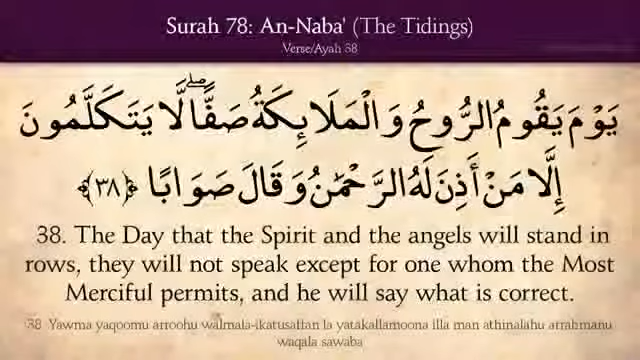 Surah 78: An-Naba' (The Tidings)
Verse/Ayah 38
يَوْمَ يَقُومُ الرُّوحُ وَالْمَلَائِكَةُ صَفًّا ۖ لَّا يَتَكَلَّمُونَ
إِلَّا مَنْ أَذِنَ لَهُ الرَّحْمَٰنُ وَقَالَ صَوَابًا ﴿٣٨﴾
38. The Day that the Spirit and the angels will stand in
rows, they will not speak except for one whom the Most
Merciful permits, and he will say what is correct.
38 Yawma yaqoomu arroohu walmala-ikatusaffan la yatakallamoona illa man athinalahu arrahmanu
waqala sawaba